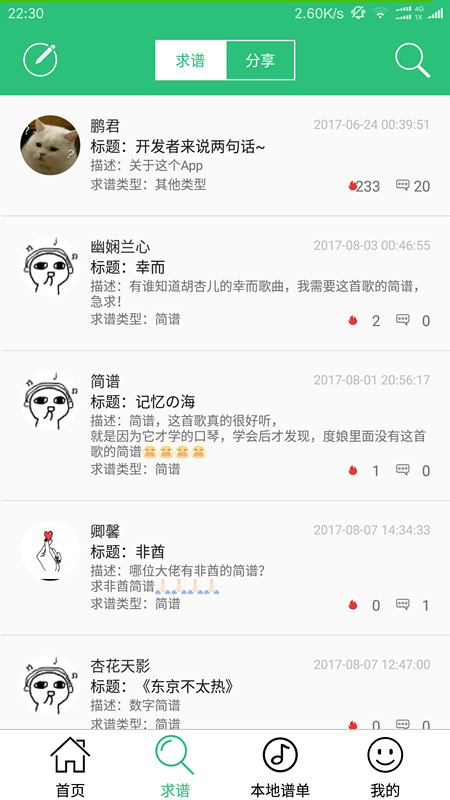 22:30 2.60K/s 4G 1X
求谱 分享
鹏君 2017-06-24 00:39:51
标题：开发者来说两句话~
描述：关于这个App
求谱类型：其他类型 233 20
幽娴兰心 2017-08-03 00:46:55
标题：幸而
描述：有谁知道胡杏儿的幸而歌曲，我需要这首歌的简谱，
急求！
求谱类型：简谱 2 0
简谱 2017-08-01 20:56:17
标题：记忆の海
描述：简谱，这首歌真的很好听，
就是因为它才学的口琴，学会后才发现，度娘里面没有这首
歌的简谱😫😫😫😫
求谱类型：简谱 1 0
卿馨 2017-08-07 14:34:33
标题：非酋
描述：哪位大佬有非酋的简谱？
求非酋简谱🙏🏻🙏🏻🙏🏻🙏🏻
求谱类型：简谱 0 1
杏花天影 2017-08-07 12:47:00
标题：《东京不太热》
描述：数字简谱
求谱类型：简谱 0 0
首页 求谱 本地谱单 我的